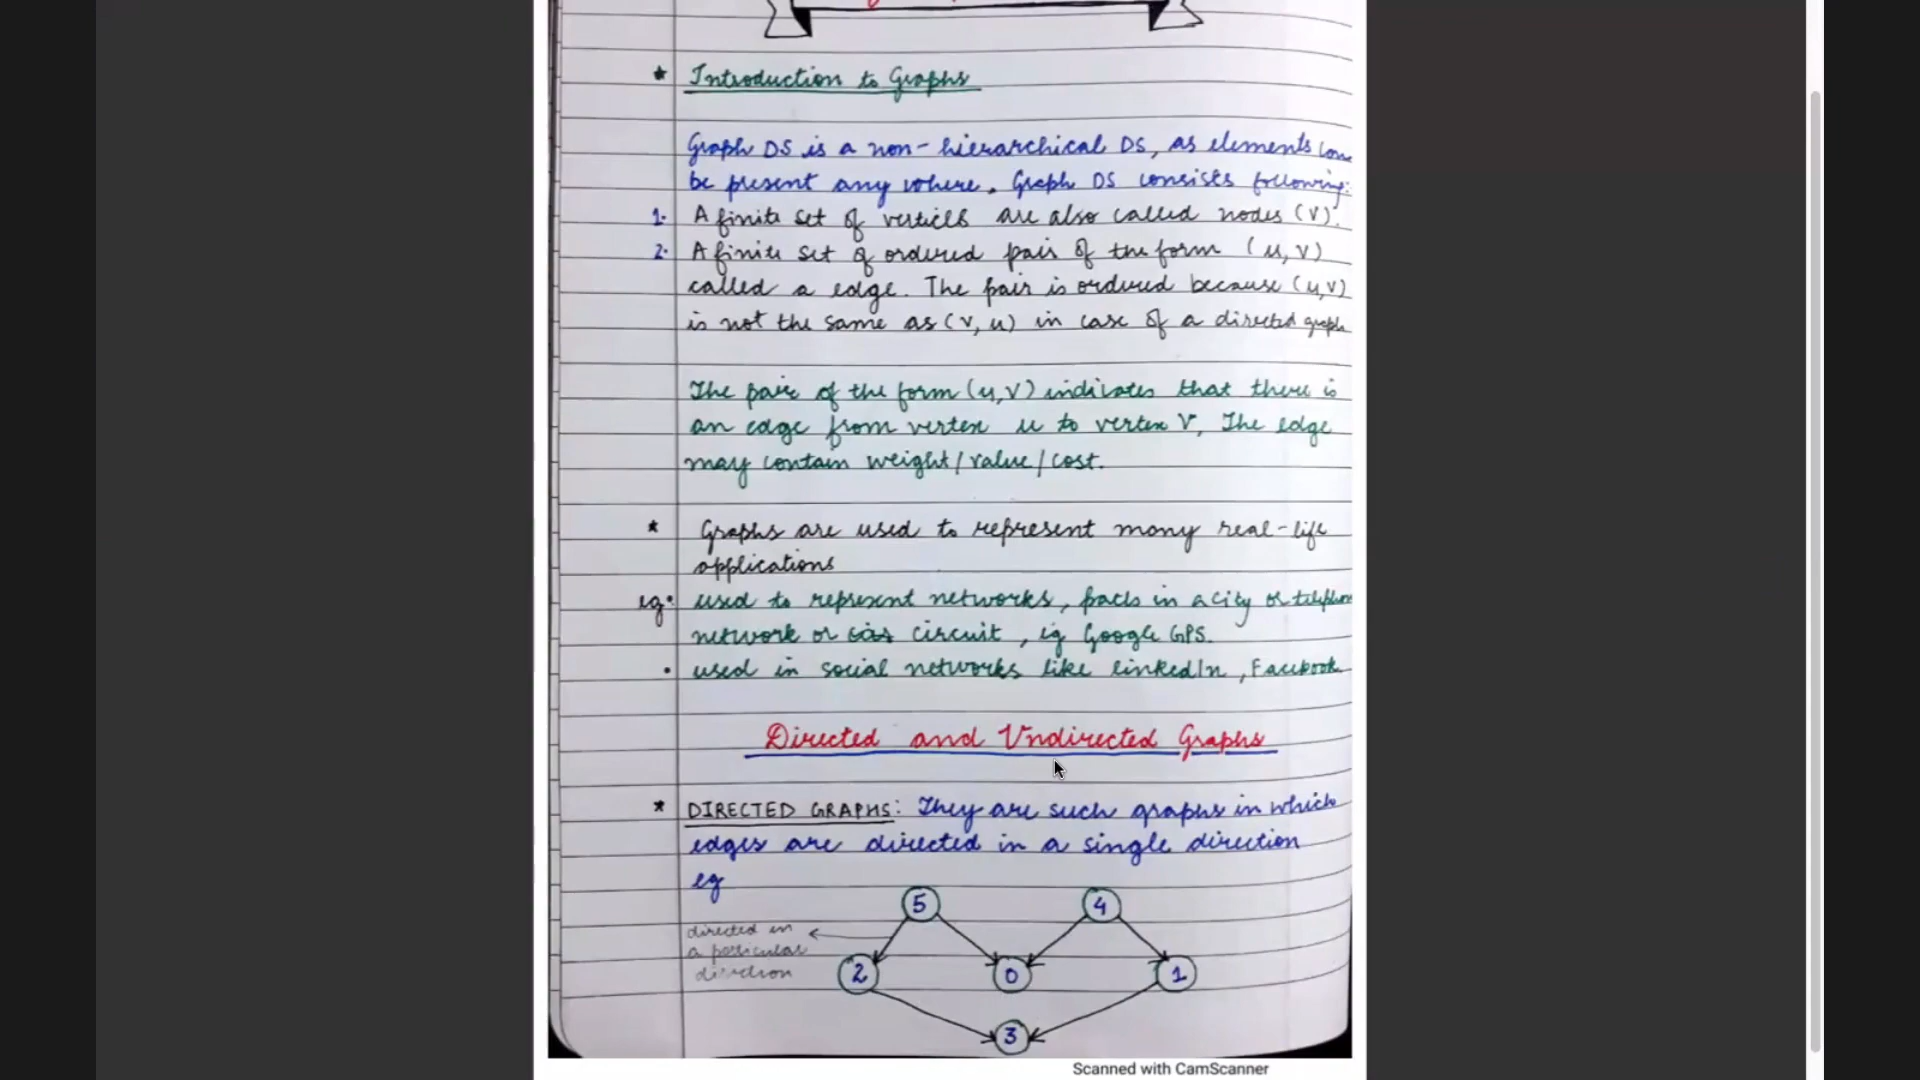 * Introduction to Graphs
Graph DS is a non-hierarchical DS, as elements can
be present any where. Graph DS consists following:
1. A finite set of vertices are also called nodes (V).
2. A finite set of ordered pair of the form (u,v)
called a edge. The pair is ordered because (u,v)
is not the same as (v,u) in case of a directed graph
The pair of the form (u,v) indicates that there is
an edge from vertex u to vertex V, The edge
may contain weight/value/cost.
* Graphs are used to represent many real-life
applications
eg• used to represent networks, in a city or
network or circuit, ig Google GPS.
• used in social networks like linkedIn, Facebook
Directed and Undirected Graphs
* DIRECTED GRAPHS: They are such graphs in which
edges are directed in a single direction
eg
5 4
directed in
a particular
direction
2 0 1
3
Scanned with CamScanner